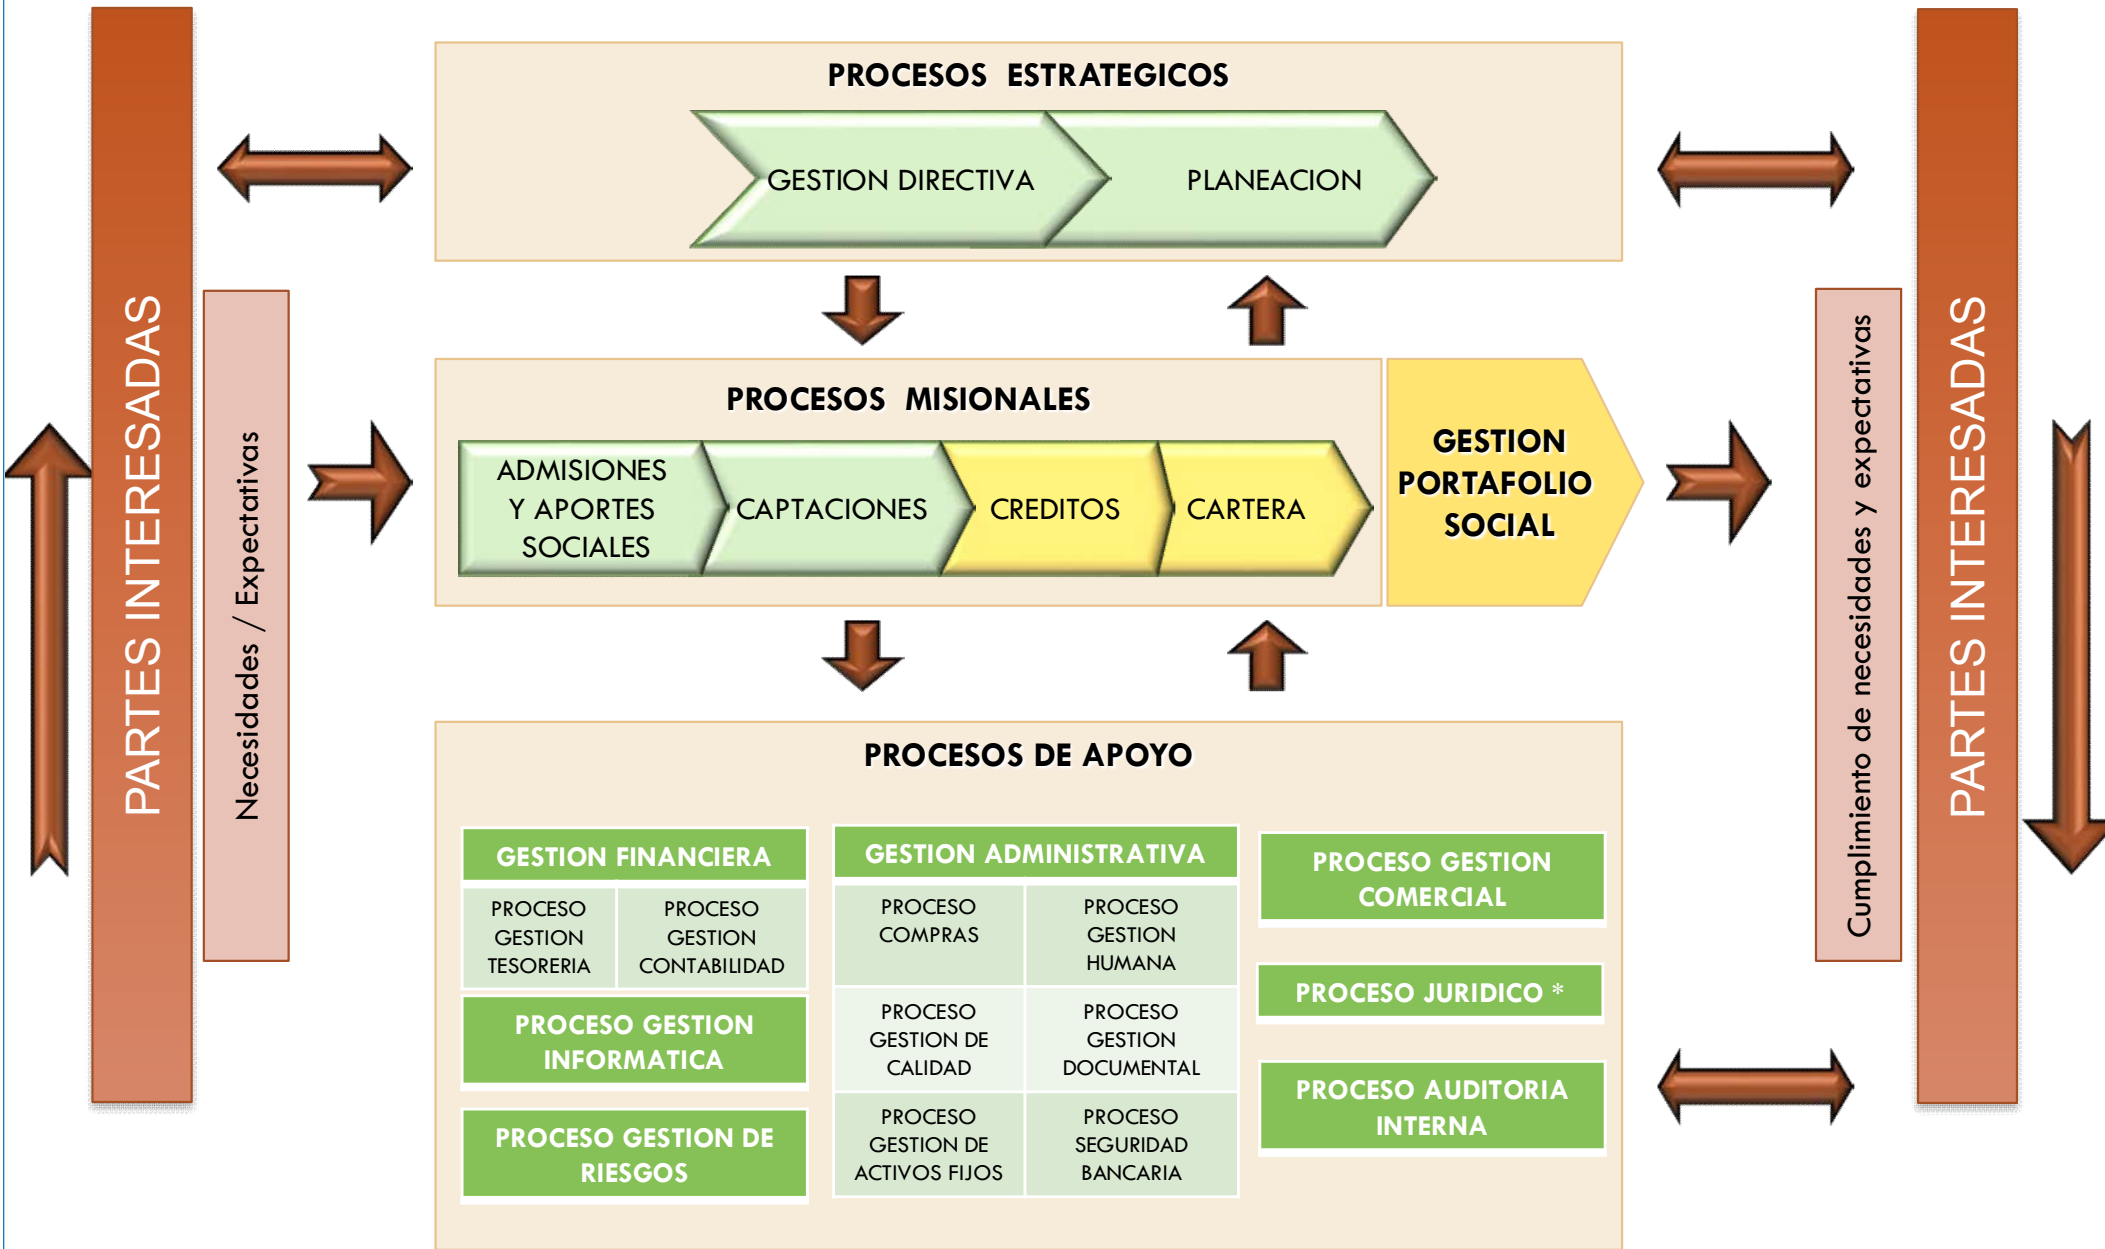 PROCESOS ESTRATEGICOS
GESTION DIRECTIVA
PLANEACION
PARTES INTERESADAS
Necesidades / Expectativas
PROCESOS MISIONALES
ADMISIONES
Y APORTES
SOCIALES
CAPTACIONES
CREDITOS
CARTERA
GESTION
PORTAFOLIO
SOCIAL
Cumplimiento de necesidades y expectativas
PARTES INTERESADAS
PROCESOS DE APOYO
GESTION FINANCIERA
PROCESO
GESTION
TESORERIA
PROCESO
GESTION
CONTABILIDAD
PROCESO GESTION
INFORMATICA
PROCESO GESTION DE
RIESGOS
GESTION ADMINISTRATIVA
PROCESO
COMPRAS
PROCESO
GESTION
HUMANA
PROCESO
GESTION DE
CALIDAD
PROCESO
GESTION
DOCUMENTAL
PROCESO
GESTION DE
ACTIVOS FIJOS
PROCESO
SEGURIDAD
BANCARIA
PROCESO GESTION
COMERCIAL
PROCESO JURIDICO *
PROCESO AUDITORIA
INTERNA